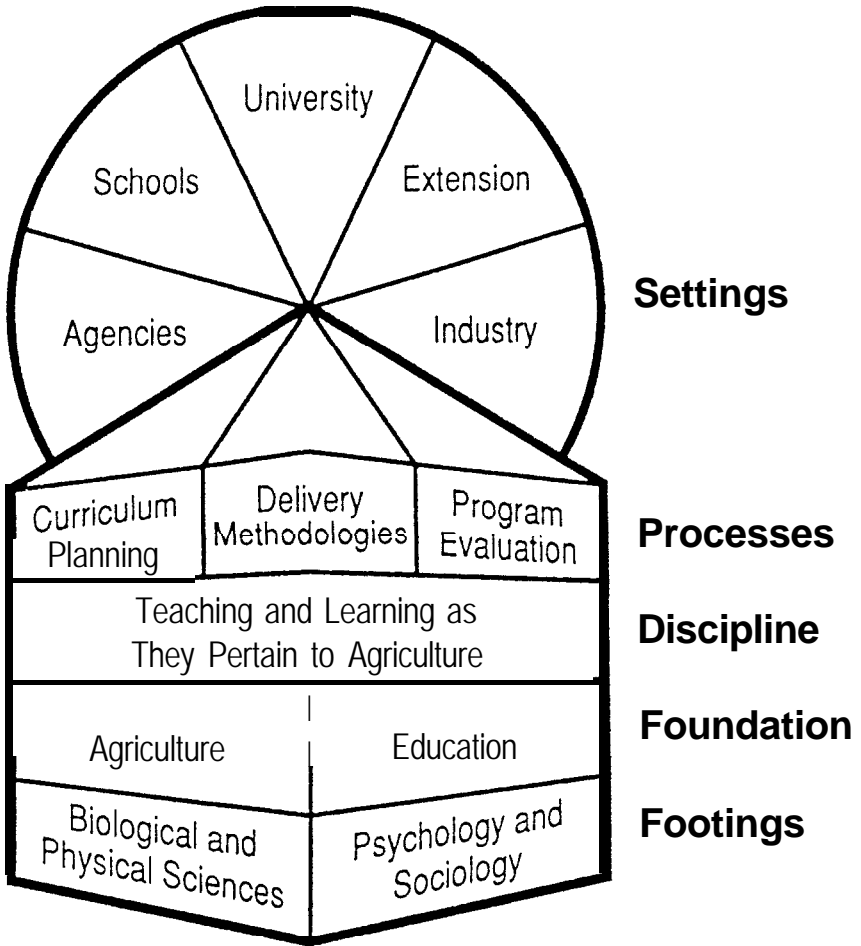 University
Schools
Extension
Agencies
Industry
Settings
Curriculum
Planning
Delivery
Methodologies
Program
Evaluation
Processes
Teaching and Learning as
They Pertain to Agriculture
Discipline
Agriculture
Education
Foundation
Biological and
Physical Sciences
Psychology and
Sociology
Footings